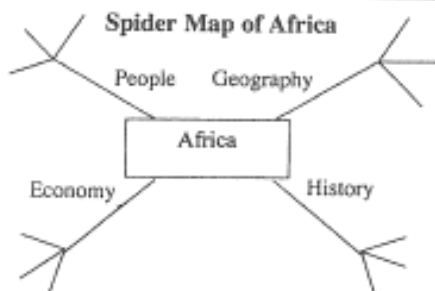 Spider Map of Africa
People Geography
Africa
Economy History